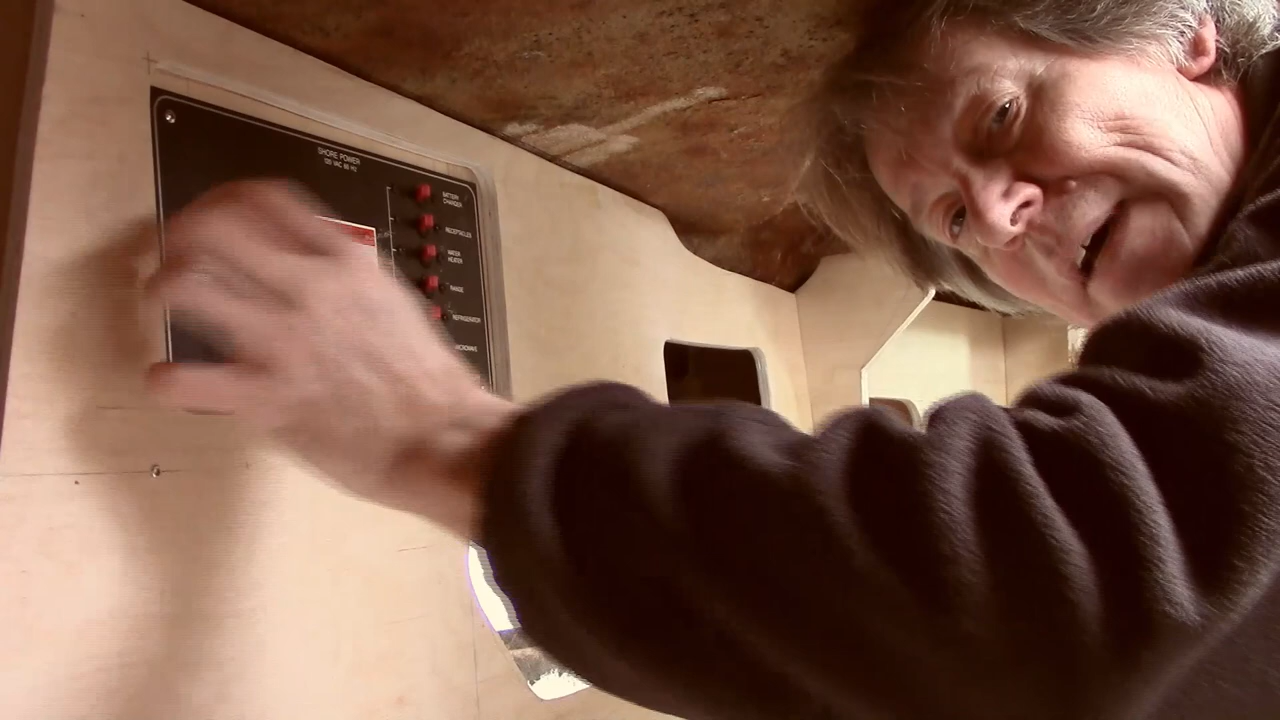 SHORE POWER
120 VAC 60 Hz
BATTERY
CHARGER
RECEPTACLES
WATER
HEATER
RANGE
REFRIGERATOR
MICROWAVE